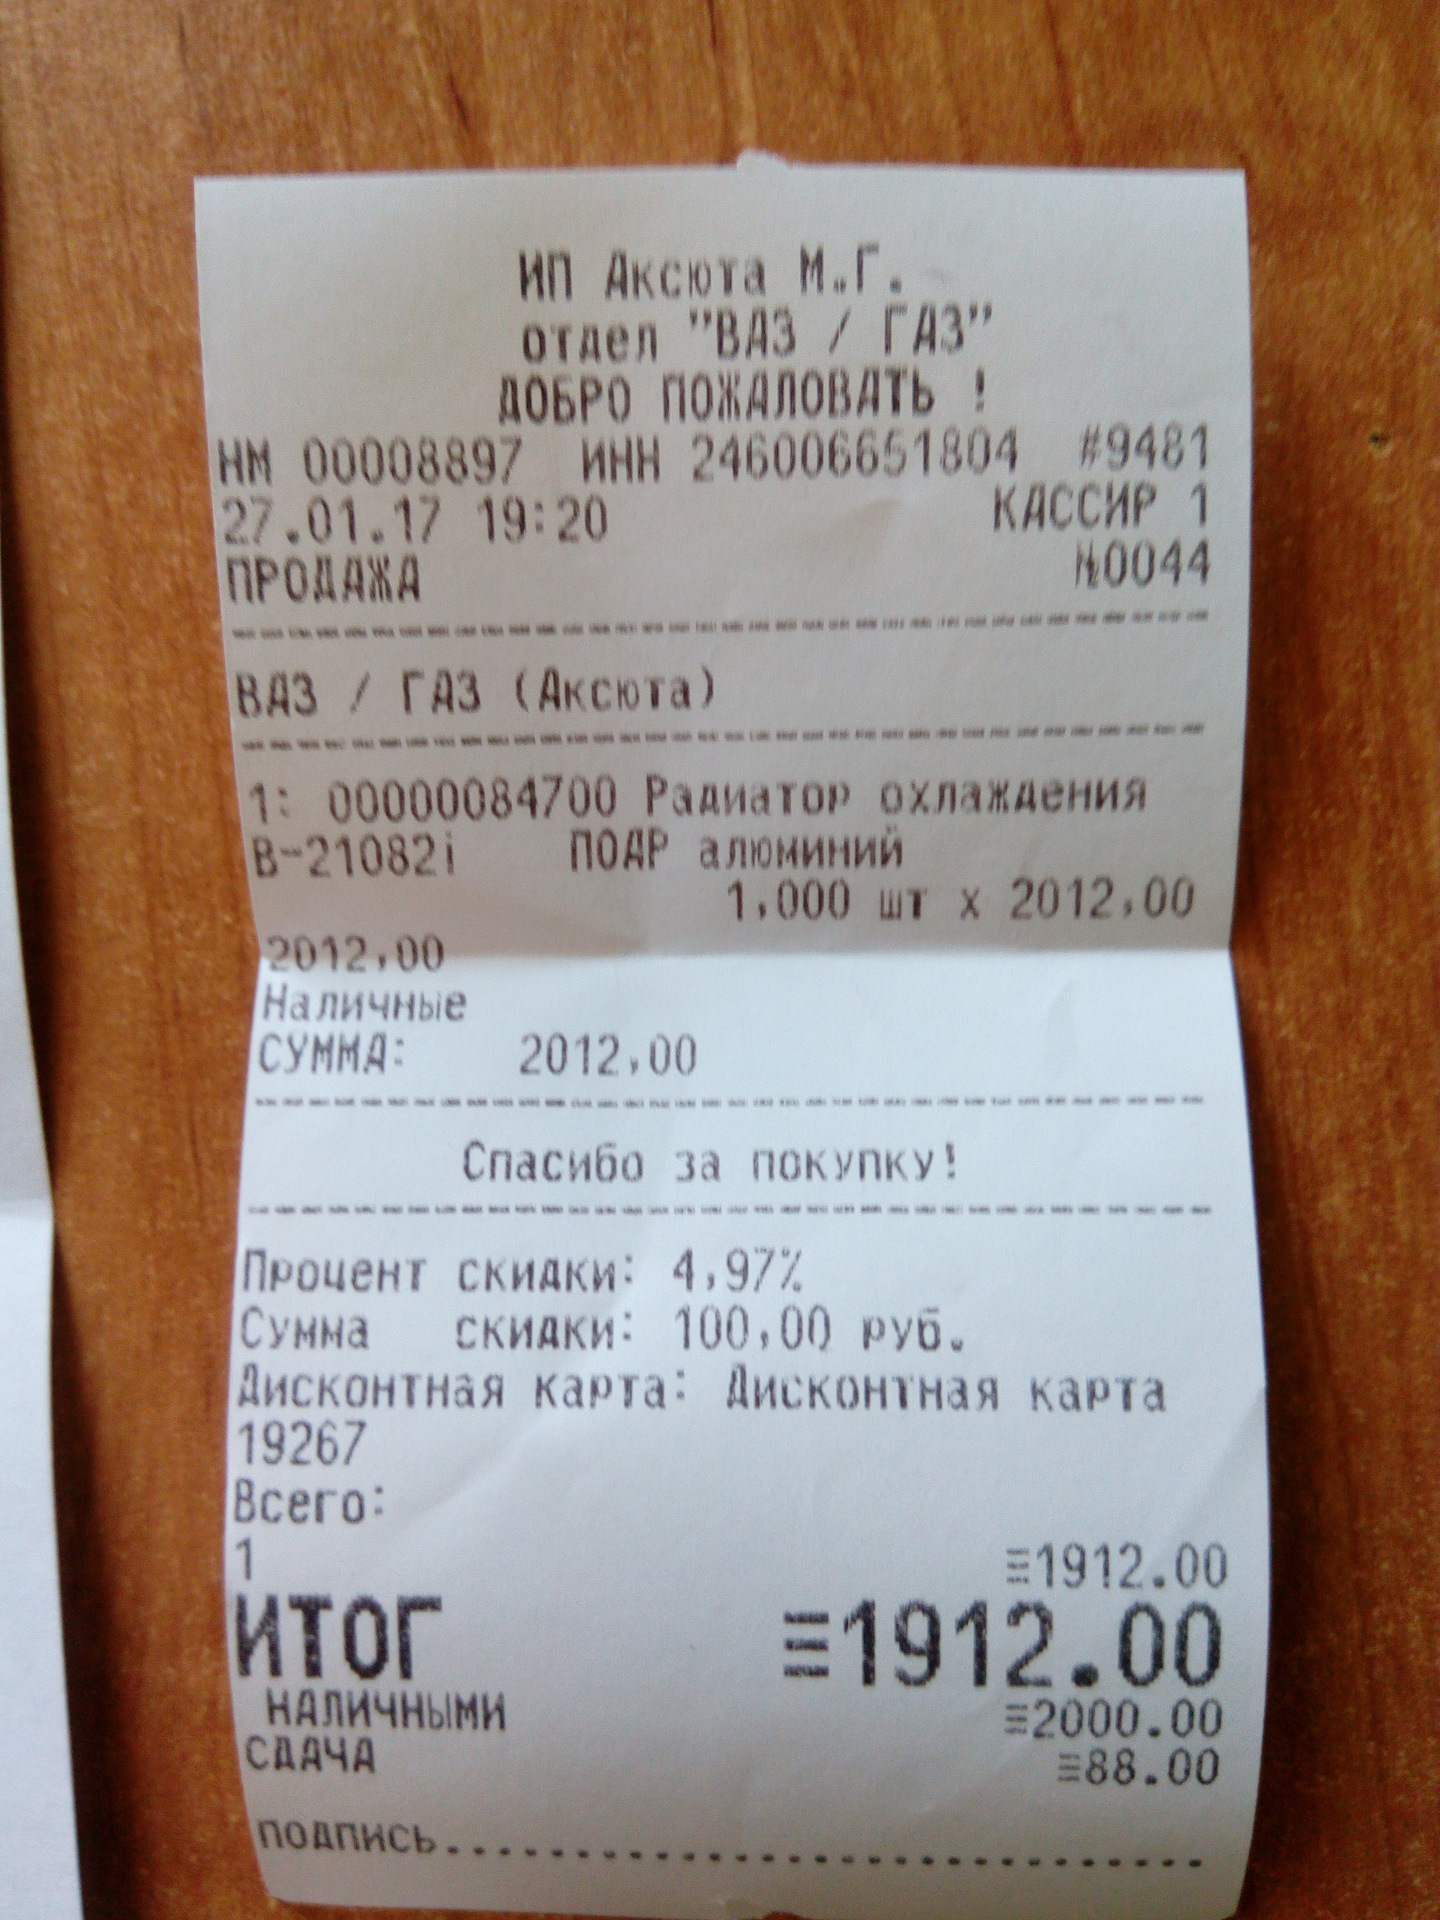 ИП Аксюта М.Г.
отдел "ВАЗ / ГАЗ"
ДОБРО ПОЖАЛОВАТЬ !
НМ 00008897 ИНН 246006651804 #9481
27.01.17 19:20 КАССИР 1
ПРОДАЖА №0044
ВАЗ / ГАЗ (Аксюта)
1: 00000084700 Радиатор охлаждения
В-21082i ПОАР алюминий
1,000 шт х 2012,00
2012,00
Наличные
СУММА: 2012,00
Спасибо за покупку!
Процент скидки: 4,97%
Сумма скидки: 100,00 руб.
Дисконтная карта: Дисконтная карта
19267
Всего:
1 ≡1912.00
ИТОГ ≡1912.00
НАЛИЧНЫМИ ≡2000.00
СДАЧА ≡88.00
ПОДПИСЬ.............................